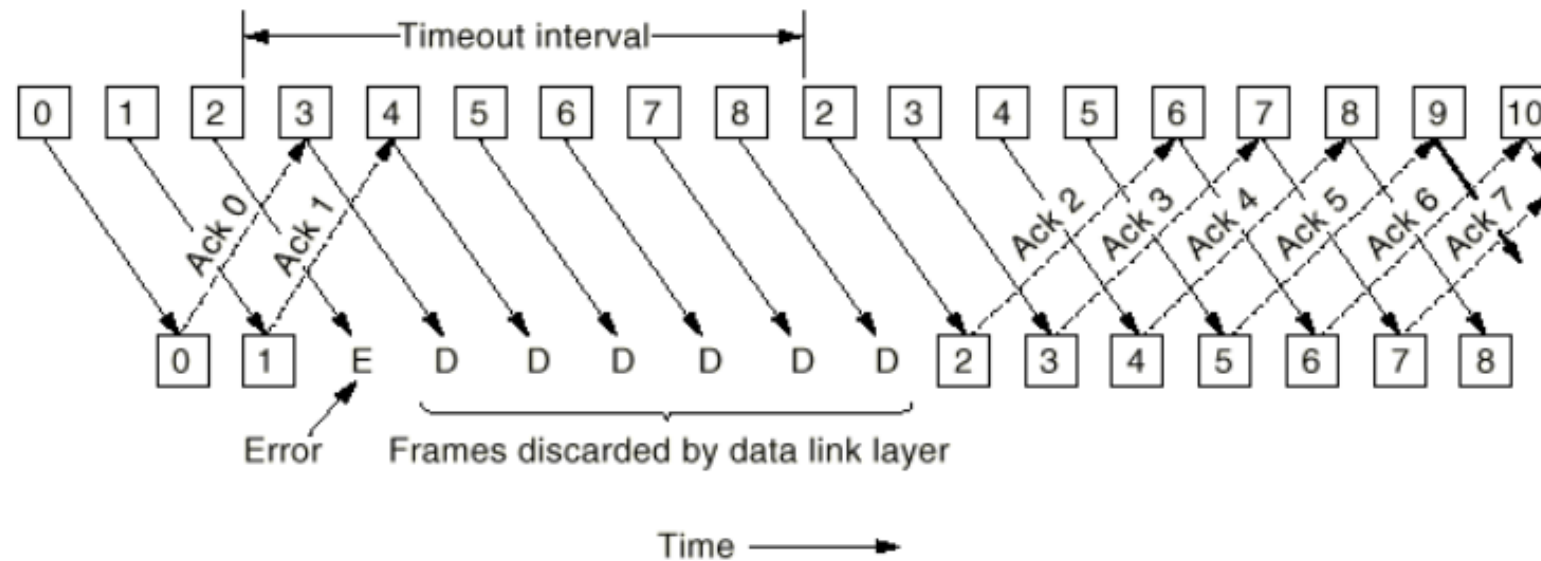 Timeout interval
0 1 2 3 4 5 6 7 8 2 3 4 5 6 7 8 9 10
Ack 0 Ack 1 Ack 2 Ack 3 Ack 4 Ack 5 Ack 6 Ack 7
0 1 E D D D D D D 2 3 4 5 6 7 8
Error Frames discarded by data link layer
Time